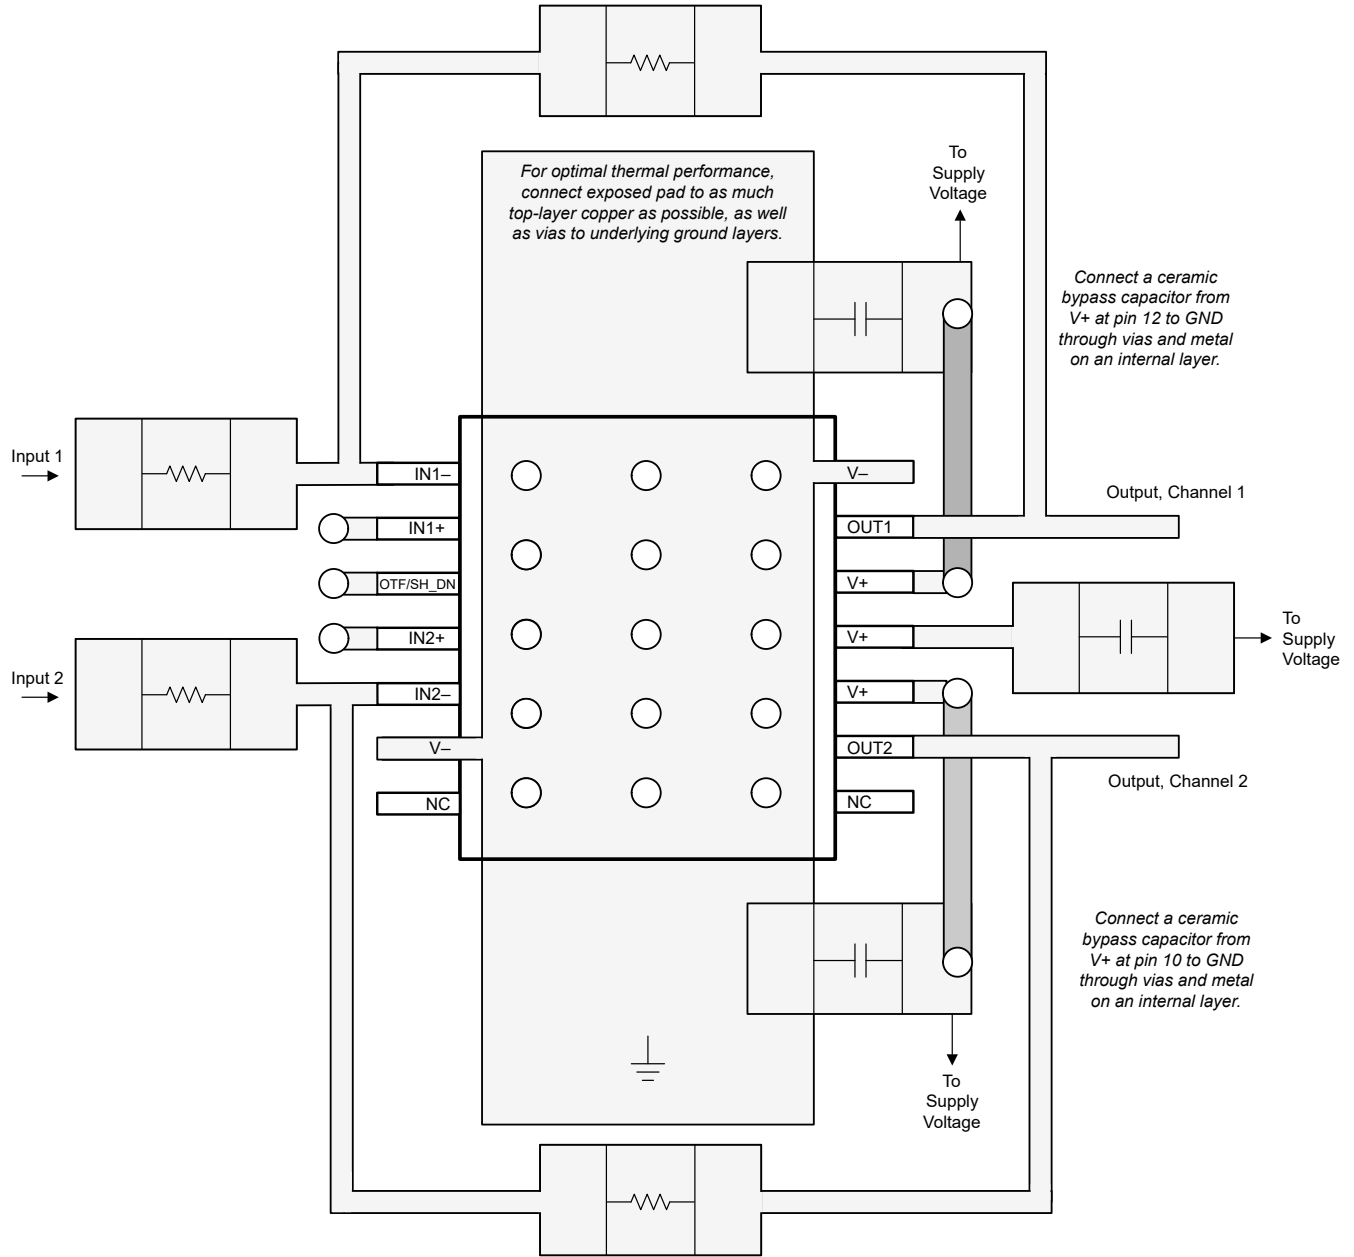 For optimal thermal performance,
connect exposed pad to as much
top-layer copper as possible, as well
as vias to underlying ground layers.
To
Supply
Voltage
Connect a ceramic
bypass capacitor from
V+ at pin 12 to GND
through vias and metal
on an internal layer.
Input 1
IN1–
IN1+
OTF/SH_DN
IN2+
Input 2
IN2–
V–
NC
V–
OUT1
V+
V+
V+
OUT2
NC
Output, Channel 1
To
Supply
Voltage
Output, Channel 2
Connect a ceramic
bypass capacitor from
V+ at pin 10 to GND
through vias and metal
on an internal layer.
To
Supply
Voltage